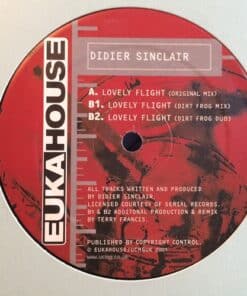 EUKAHOUSE
DIDIER SINCLAIR
A. LOVELY FLIGHT (ORIGINAL MIX)
B1. LOVELY FLIGHT (DIRT FROG MIX)
B2. LOVELY FLIGHT (DIRT FROG DUB)
ALL TRACKS WRITTEN AND PRODUCED
BY DIDIER SINCLAIR.
LICENSED COURTESY OF SERIAL RECORDS.
B1 & B2 ADDITONAL PRODUCTION & REMIX
BY TERRY FRANCIS.
PUBLISHED BY COPYRIGHT CONTROL.